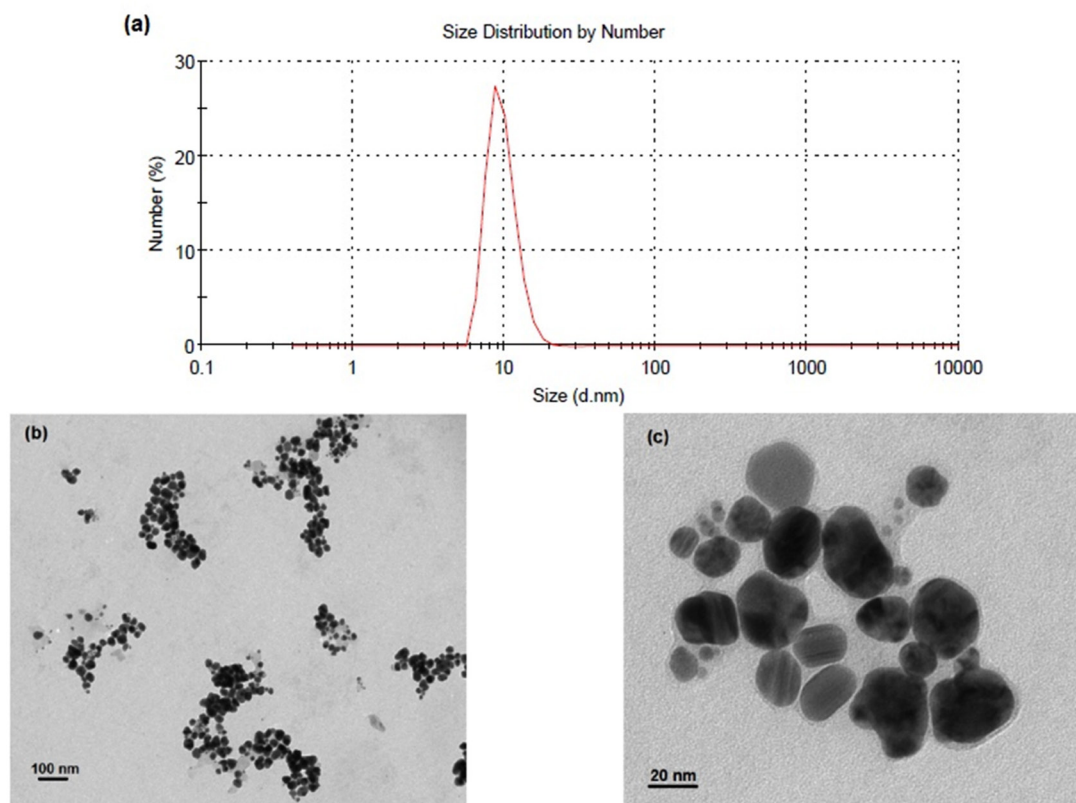 (a)
Size Distribution by Number
30
20
10
0
Number (%)
0.1 1 10 100 1000 10000
Size (d.nm)
(b)
100 nm
(c)
20 nm